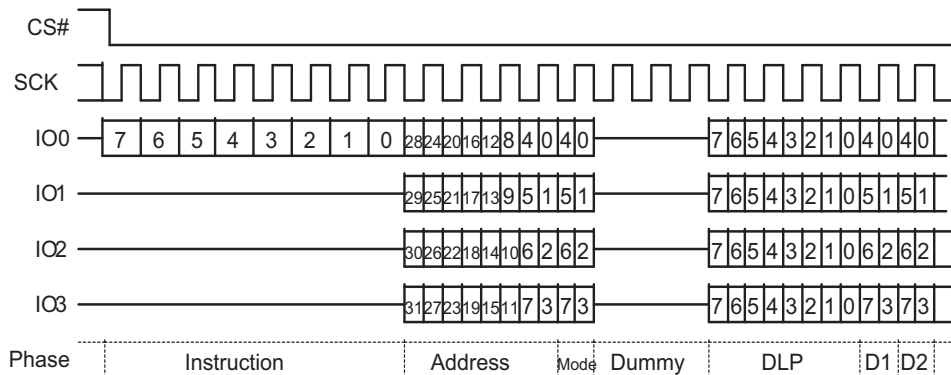 CS#
SCK
IO0 7 6 5 4 3 2 1 0 28 24 20 16 12 8 4 0 4 0 7 6 5 4 3 2 1 0 4 0 4 0
IO1 29 25 21 17 13 9 5 1 5 1 7 6 5 4 3 2 1 0 5 1 5 1
IO2 30 26 22 18 14 10 6 2 6 2 7 6 5 4 3 2 1 0 6 2 6 2
IO3 31 27 23 19 15 11 7 3 7 3 7 6 5 4 3 2 1 0 7 3 7 3
Phase Instruction Address Mode Dummy DLP D1 D2